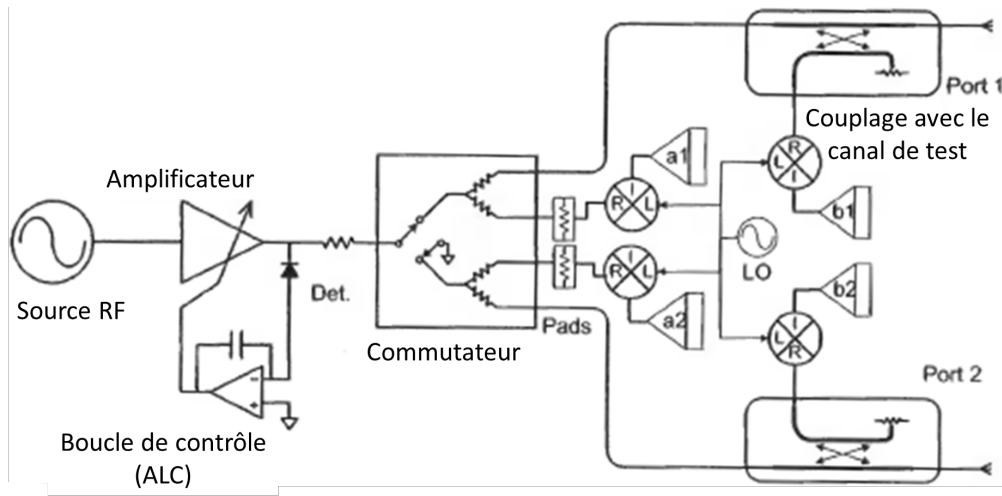 Port 1
Couplage avec le
canal de test
Amplificateur
a1
R
I
L
R
L
I
b1
Source RF
Det.
LO
R
I
L
Pads
a2
b2
I
L
R
Commutateur
Port 2
Boucle de contrôle
(ALC)
-
+